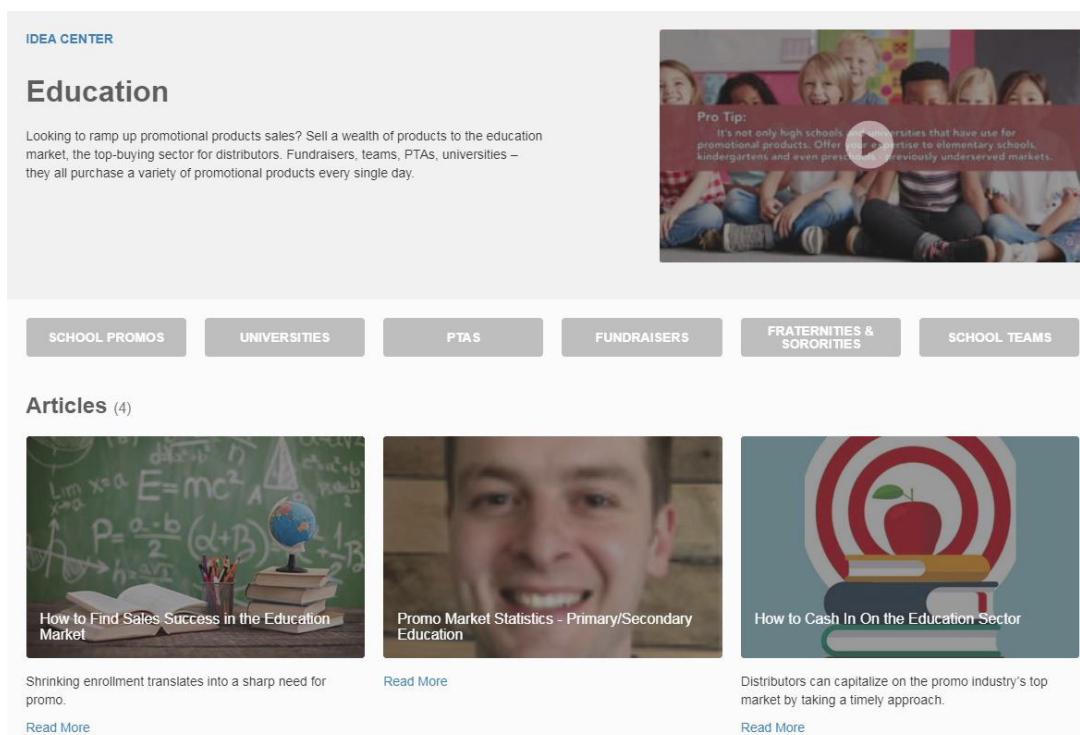 IDEA CENTER
Education
Looking to ramp up promotional products sales? Sell a wealth of products to the education
market, the top-buying sector for distributors. Fundraisers, teams, PTAs, universities –
they all purchase a variety of promotional products every single day.
Pro Tip:
It's not only high schools and universities that have use for
promotional products. Offer your expertise to elementary schools,
kindergartens and even preschools - previously underserved markets.
SCHOOL PROMOS
UNIVERSITIES
PTAS
FUNDRAISERS
FRATERNITIES &
SORORITIES
SCHOOL TEAMS
Articles (4)
E=mc²
How to Find Sales Success in the Education
Market
Promo Market Statistics - Primary/Secondary
Education
How to Cash In On the Education Sector
Shrinking enrollment translates into a sharp need for
promo.
Read More
Read More
Distributors can capitalize on the promo industry's top
market by taking a timely approach.
Read More